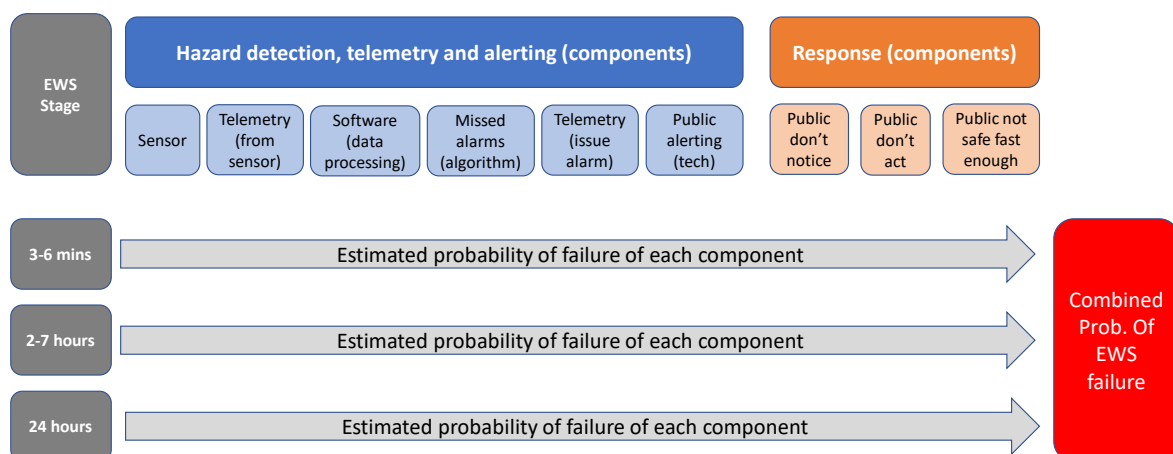 EWS
Stage
Hazard detection, telemetry and alerting (components)
Response (components)
Sensor
Telemetry
(from
sensor)
Software
(data
processing)
Missed
alarms
(algorithm)
Telemetry
(issue
alarm)
Public
alerting
(tech)
Public
don't
notice
Public
don't
act
Public not
safe fast
enough
3-6 mins
Estimated probability of failure of each component
2-7 hours
Estimated probability of failure of each component
24 hours
Estimated probability of failure of each component
Combined
Prob. Of
EWS
failure